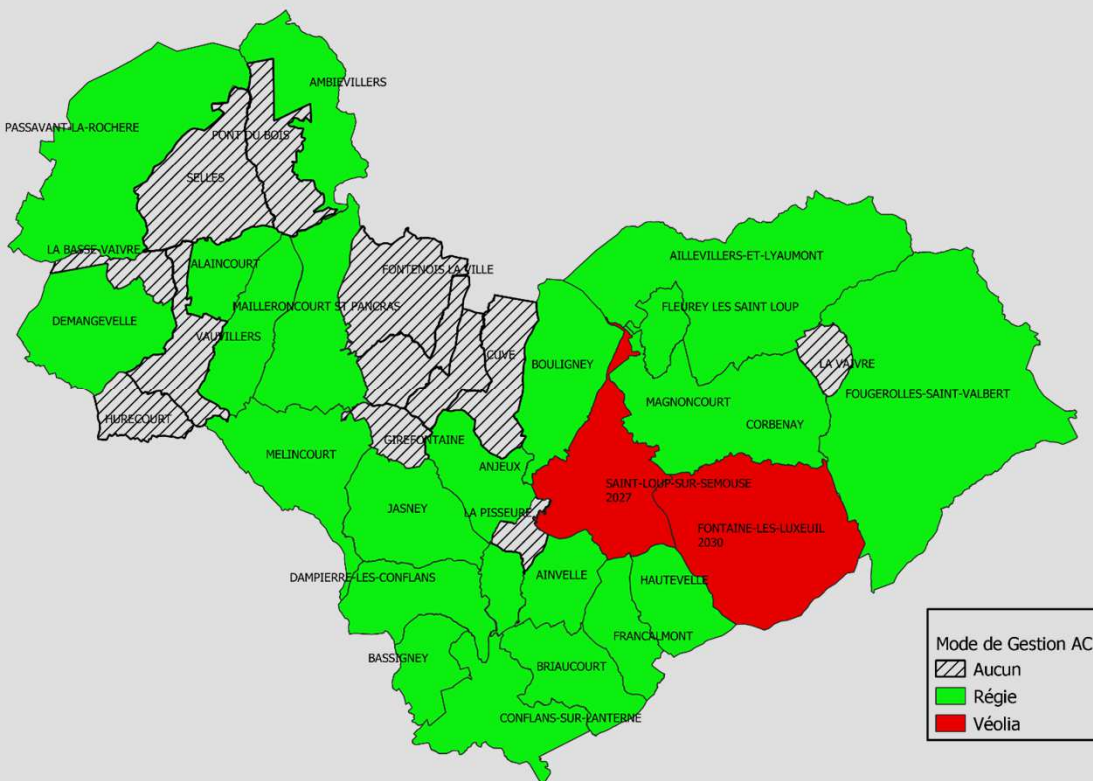 AMBIEVILLERS
PASSAVANT-LA-ROCHERE
PONT DU BOIS
SELLES
LA BASSE-VAIVRE
ALAINCOURT
AILLEVILLERS-ET-LYAUMONT
FONTENOIS LA VILLE
MAILLERONCOURT ST PANCRAS
FLEUREY LES SAINT LOUP
DEMANGEVELLE
VAUVILLERS
CUVE
BOULIGNEY
LA VAIVRE
FOUGEROLLES-SAINT-VALBERT
MAGNONCOURT
HURECOURT
CORBENAY
GIREFONTAINE
MELINCOURT
ANJEUX
SAINT-LOUP-SUR-SEMOUSE
2027
JASNEY
LA PISSEURE
FONTAINE-LES-LUXEUIL
2030
DAMPIERRE-LES-CONFLANS
AINVELLE
HAUTEVELLE
FRANCALMONT
BASSIGNEY
BRIAUCOURT
CONFLANS-SUR-LANTERNE
Mode de Gestion AC
Aucun
Régie
Véolia